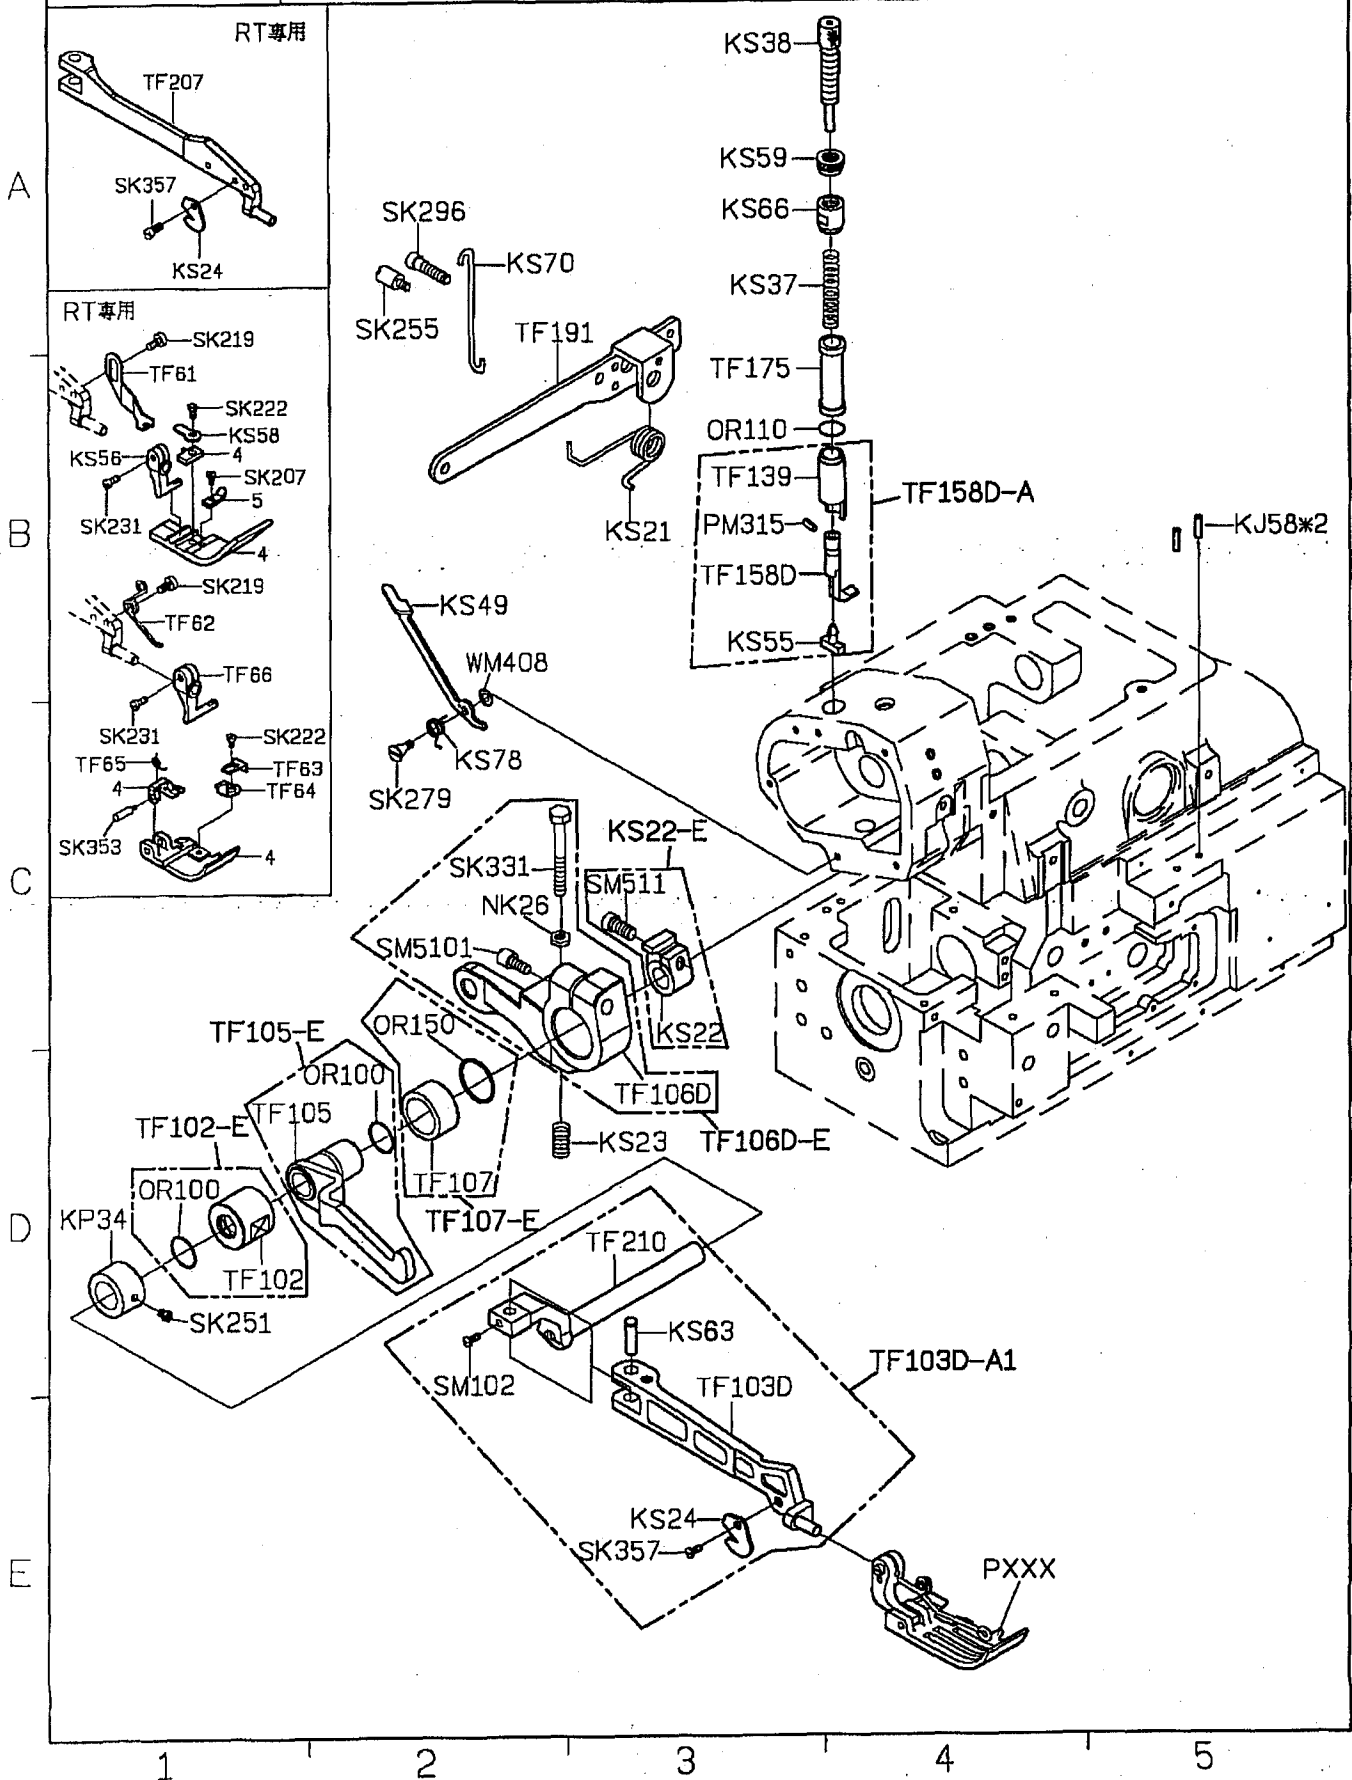 RT専用
TF207
SK357
KS24
RT専用
SK219
TF61
SK222
KS58
4
KS56
SK207
5
SK231
4
SK219
TF62
TF66
SK231
SK222
TF65
TF63
4
TF64
SK353
4
KS38
KS59
KS66
SK296
KS70
KS37
SK255
TF191
TF175
OR110
TF139
TF158D-A
KS21
PM315
KJ58*2
TF158D
KS49
KS55
WM408
KS78
SK279
KS22-E
SK331
SM511
NK26
SM5101
OR150
KS22
TF105-E
OR100
TF106D
TF105
TF102-E
KS23
TF106D-E
OR100
TF107
KP34
TF107-E
TF210
TF102
SK251
KS63
TF103D-A1
SM102
TF103D
KS24
SK357
PXXX
A
B
C
D
E
1
2
3
4
5